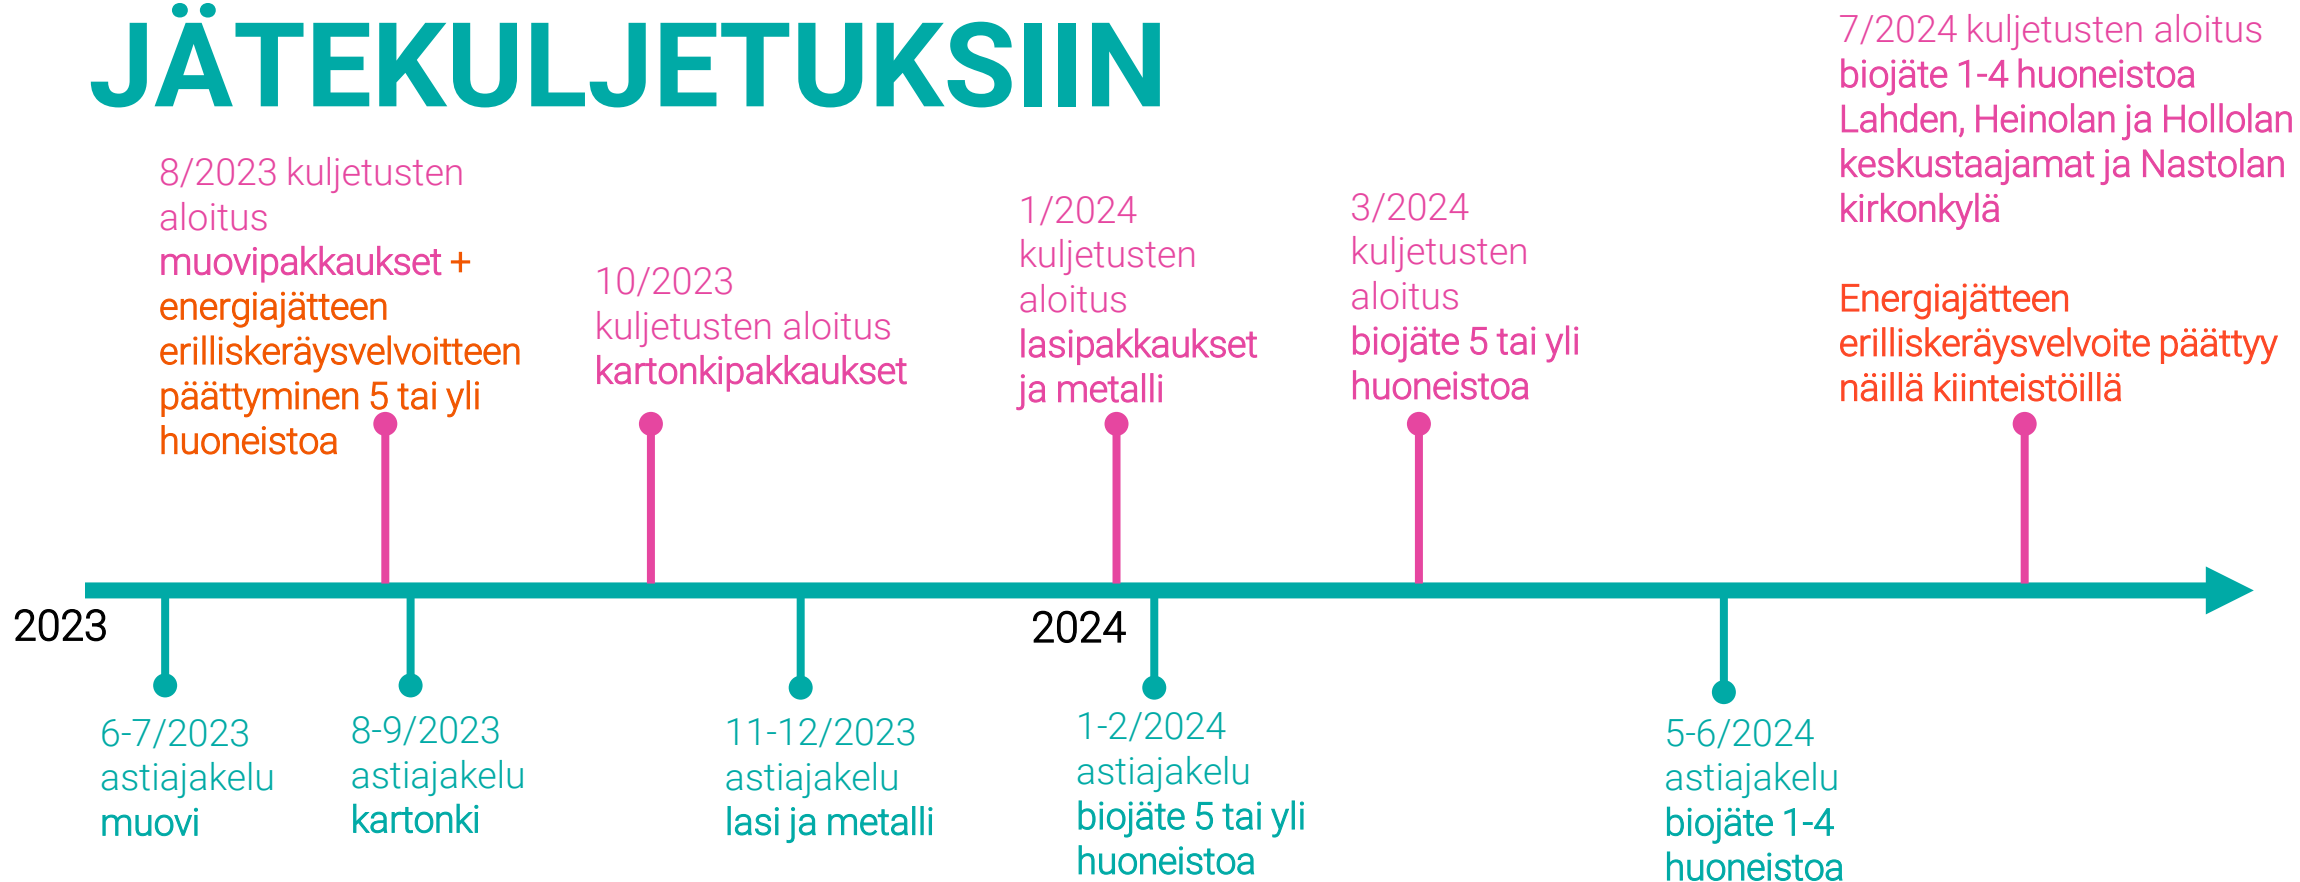 JÄTEKULJETUKSIIN
8/2023 kuljetusten
aloitus
muovipakkaukset +
energiajätteen
erilliskeräysvelvoitteen
päättyminen 5 tai yli
huoneistoa
10/2023
kuljetusten aloitus
kartonkipakkaukset
1/2024
kuljetusten
aloitus
lasipakkaukset
ja metalli
3/2024
kuljetusten
aloitus
biojäte 5 tai yli
huoneistoa
7/2024 kuljetusten aloitus
biojäte 1-4 huoneistoa
Lahden, Heinolan ja Hollolan
keskustaajamat ja Nastolan
kirkonkylä
Energiajätteen
erilliskeräysvelvoite päättyy
näillä kiinteistöillä
2023
2024
6-7/2023
astiajakelu
muovi
8-9/2023
astiajakelu
kartonki
11-12/2023
astiajakelu
lasi ja metalli
1-2/2024
astiajakelu
biojäte 5 tai yli
huoneistoa
5-6/2024
astiajakelu
biojäte 1-4
huoneistoa